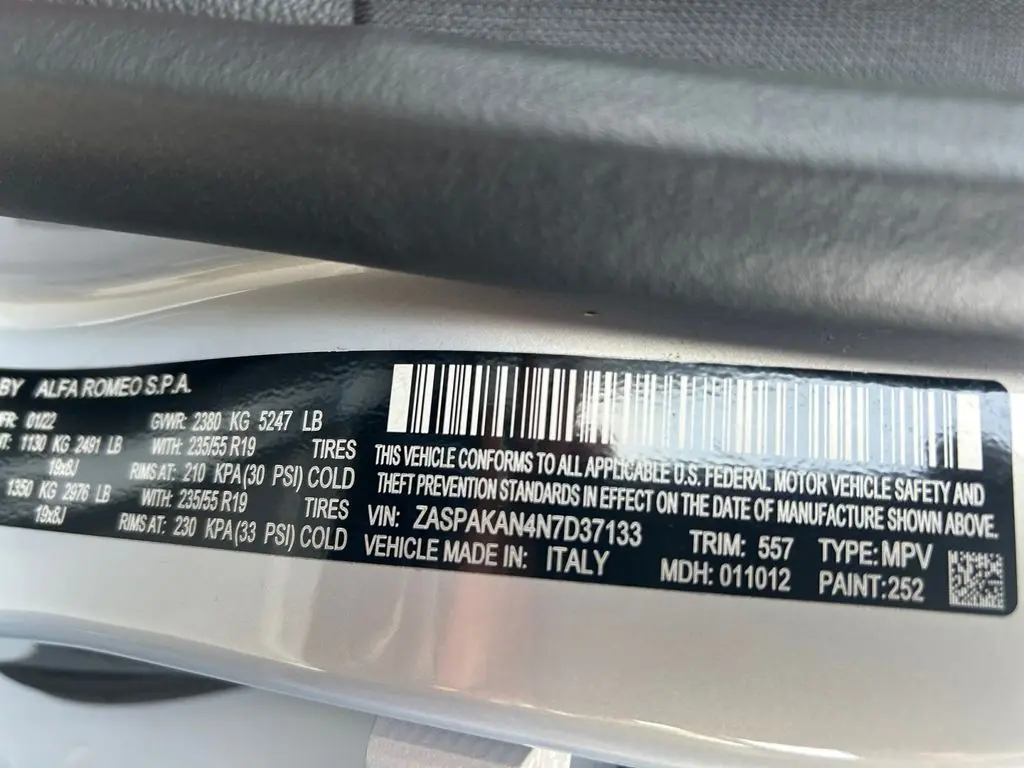 BY ALFA ROMEO S.P.A.
FR: 01/22 GVWR: 2380 KG 5247 LB
T: 1130 KG 2491 LB WITH: 235/55 R19 TIRES
19x8J RIMS AT: 210 KPA(30 PSI) COLD
1350 KG 2976 LB WITH: 235/55 R19 TIRES
19x8J RIMS AT: 230 KPA(33 PSI) COLD
THIS VEHICLE CONFORMS TO ALL APPLICABLE U.S. FEDERAL MOTOR VEHICLE SAFETY AND
THEFT PREVENTION STANDARDS IN EFFECT ON THE DATE OF MANUFACTURE SHOWN ABOVE.
VIN: ZASPAKAN4N7D37133 TRIM: 557 TYPE: MPV
VEHICLE MADE IN: ITALY MDH: 011012 PAINT:252